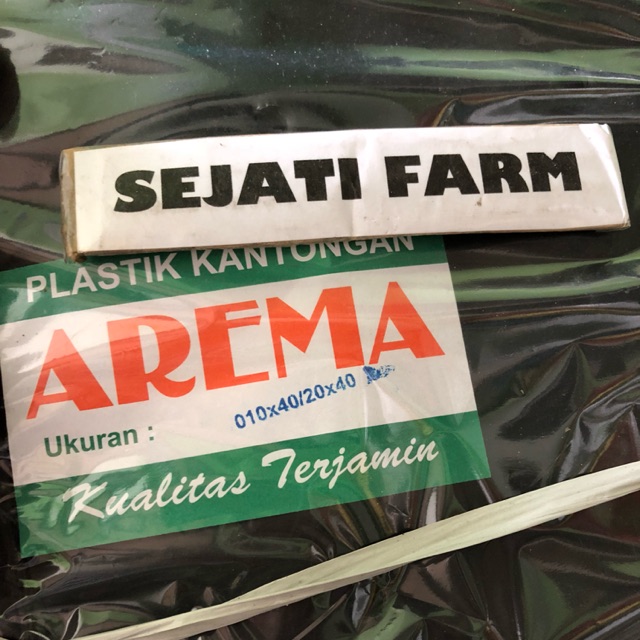 SEJATI FARM
PLASTIK KANTONGAN
AREMA
Ukuran : 010x40/20x40
Kualitas Terjamin